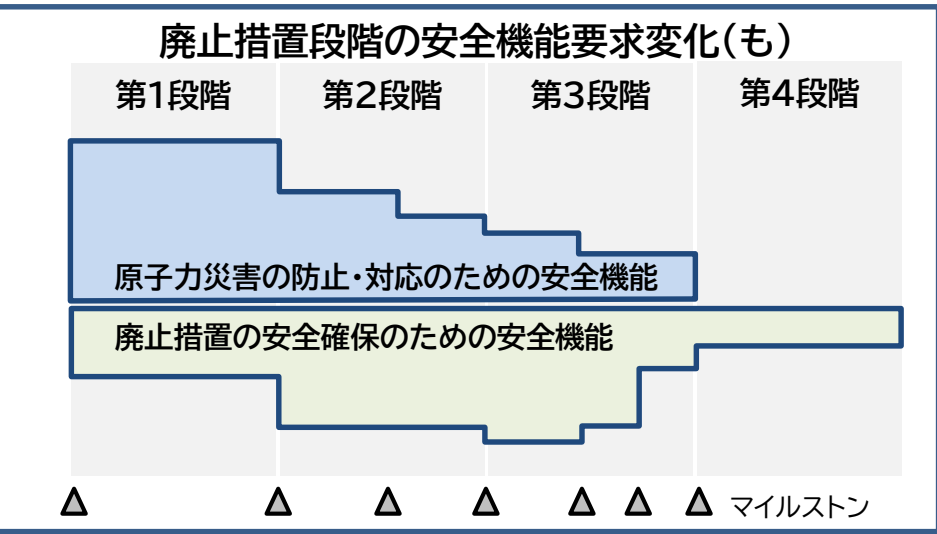 廃止措置段階の安全機能要求変化(も)
第1段階 第2段階 第3段階 第4段階
原子力災害の防止・対応のための安全機能
廃止措置の安全確保のための安全機能
マイルストン